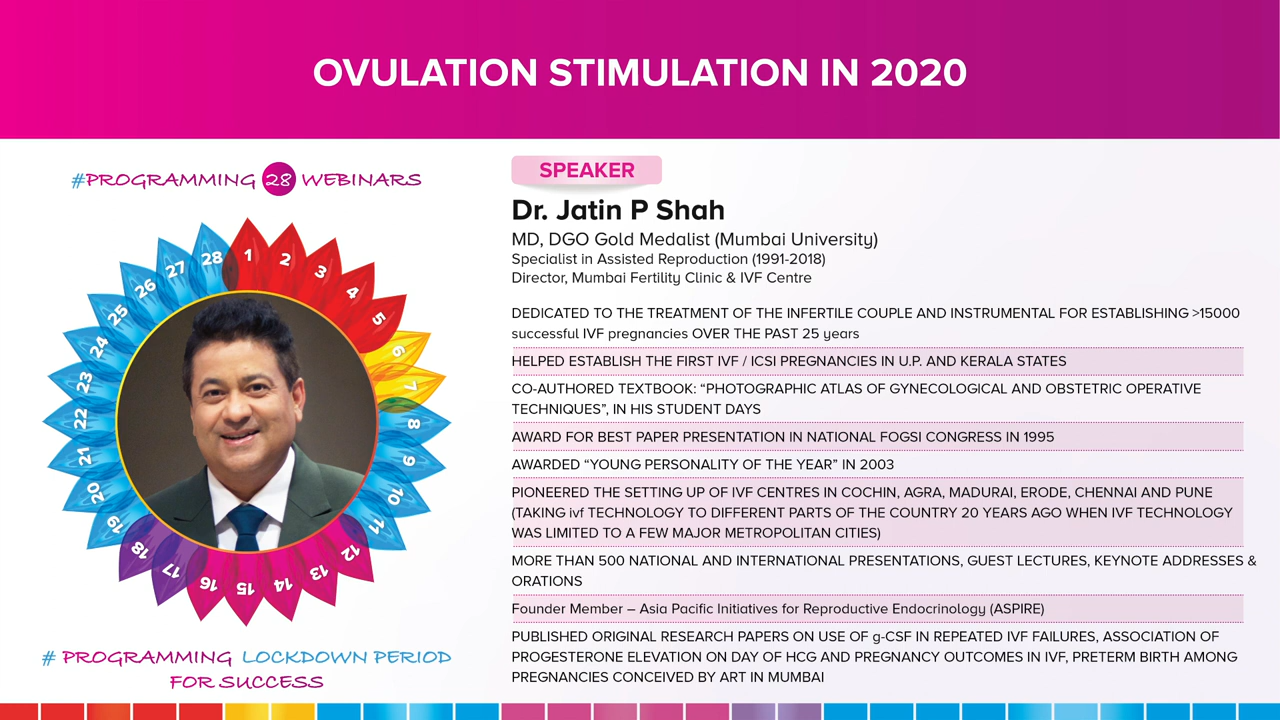 OVULATION STIMULATION IN 2020
#PROGRAMMING 28 WEBINARS
1
2
3
4
5
6
7
8
9
10
11
12
13
14
15
16
17
18
19
20
21
22
23
24
25
26
27
28
# PROGRAMMING LOCKDOWN PERIOD
FOR SUCCESS
SPEAKER
Dr. Jatin P Shah
MD, DGO Gold Medalist (Mumbai University)
Specialist in Assisted Reproduction (1991-2018)
Director, Mumbai Fertility Clinic & IVF Centre
DEDICATED TO THE TREATMENT OF THE INFERTILE COUPLE AND INSTRUMENTAL FOR ESTABLISHING >15000
successful IVF pregnancies OVER THE PAST 25 years
HELPED ESTABLISH THE FIRST IVF / ICSI PREGNANCIES IN U.P. AND KERALA STATES
CO-AUTHORED TEXTBOOK: “PHOTOGRAPHIC ATLAS OF GYNECOLOGICAL AND OBSTETRIC OPERATIVE
TECHNIQUES”, IN HIS STUDENT DAYS
AWARD FOR BEST PAPER PRESENTATION IN NATIONAL FOGSI CONGRESS IN 1995
AWARDED “YOUNG PERSONALITY OF THE YEAR” IN 2003
PIONEERED THE SETTING UP OF IVF CENTRES IN COCHIN, AGRA, MADURAI, ERODE, CHENNAI AND PUNE
(TAKING ivf TECHNOLOGY TO DIFFERENT PARTS OF THE COUNTRY 20 YEARS AGO WHEN IVF TECHNOLOGY
WAS LIMITED TO A FEW MAJOR METROPOLITAN CITIES)
MORE THAN 500 NATIONAL AND INTERNATIONAL PRESENTATIONS, GUEST LECTURES, KEYNOTE ADDRESSES &
ORATIONS
Founder Member – Asia Pacific Initiatives for Reproductive Endocrinology (ASPIRE)
PUBLISHED ORIGINAL RESEARCH PAPERS ON USE OF g-CSF IN REPEATED IVF FAILURES, ASSOCIATION OF
PROGESTERONE ELEVATION ON DAY OF HCG AND PREGNANCY OUTCOMES IN IVF, PRETERM BIRTH AMONG
PREGNANCIES CONCEIVED BY ART IN MUMBAI